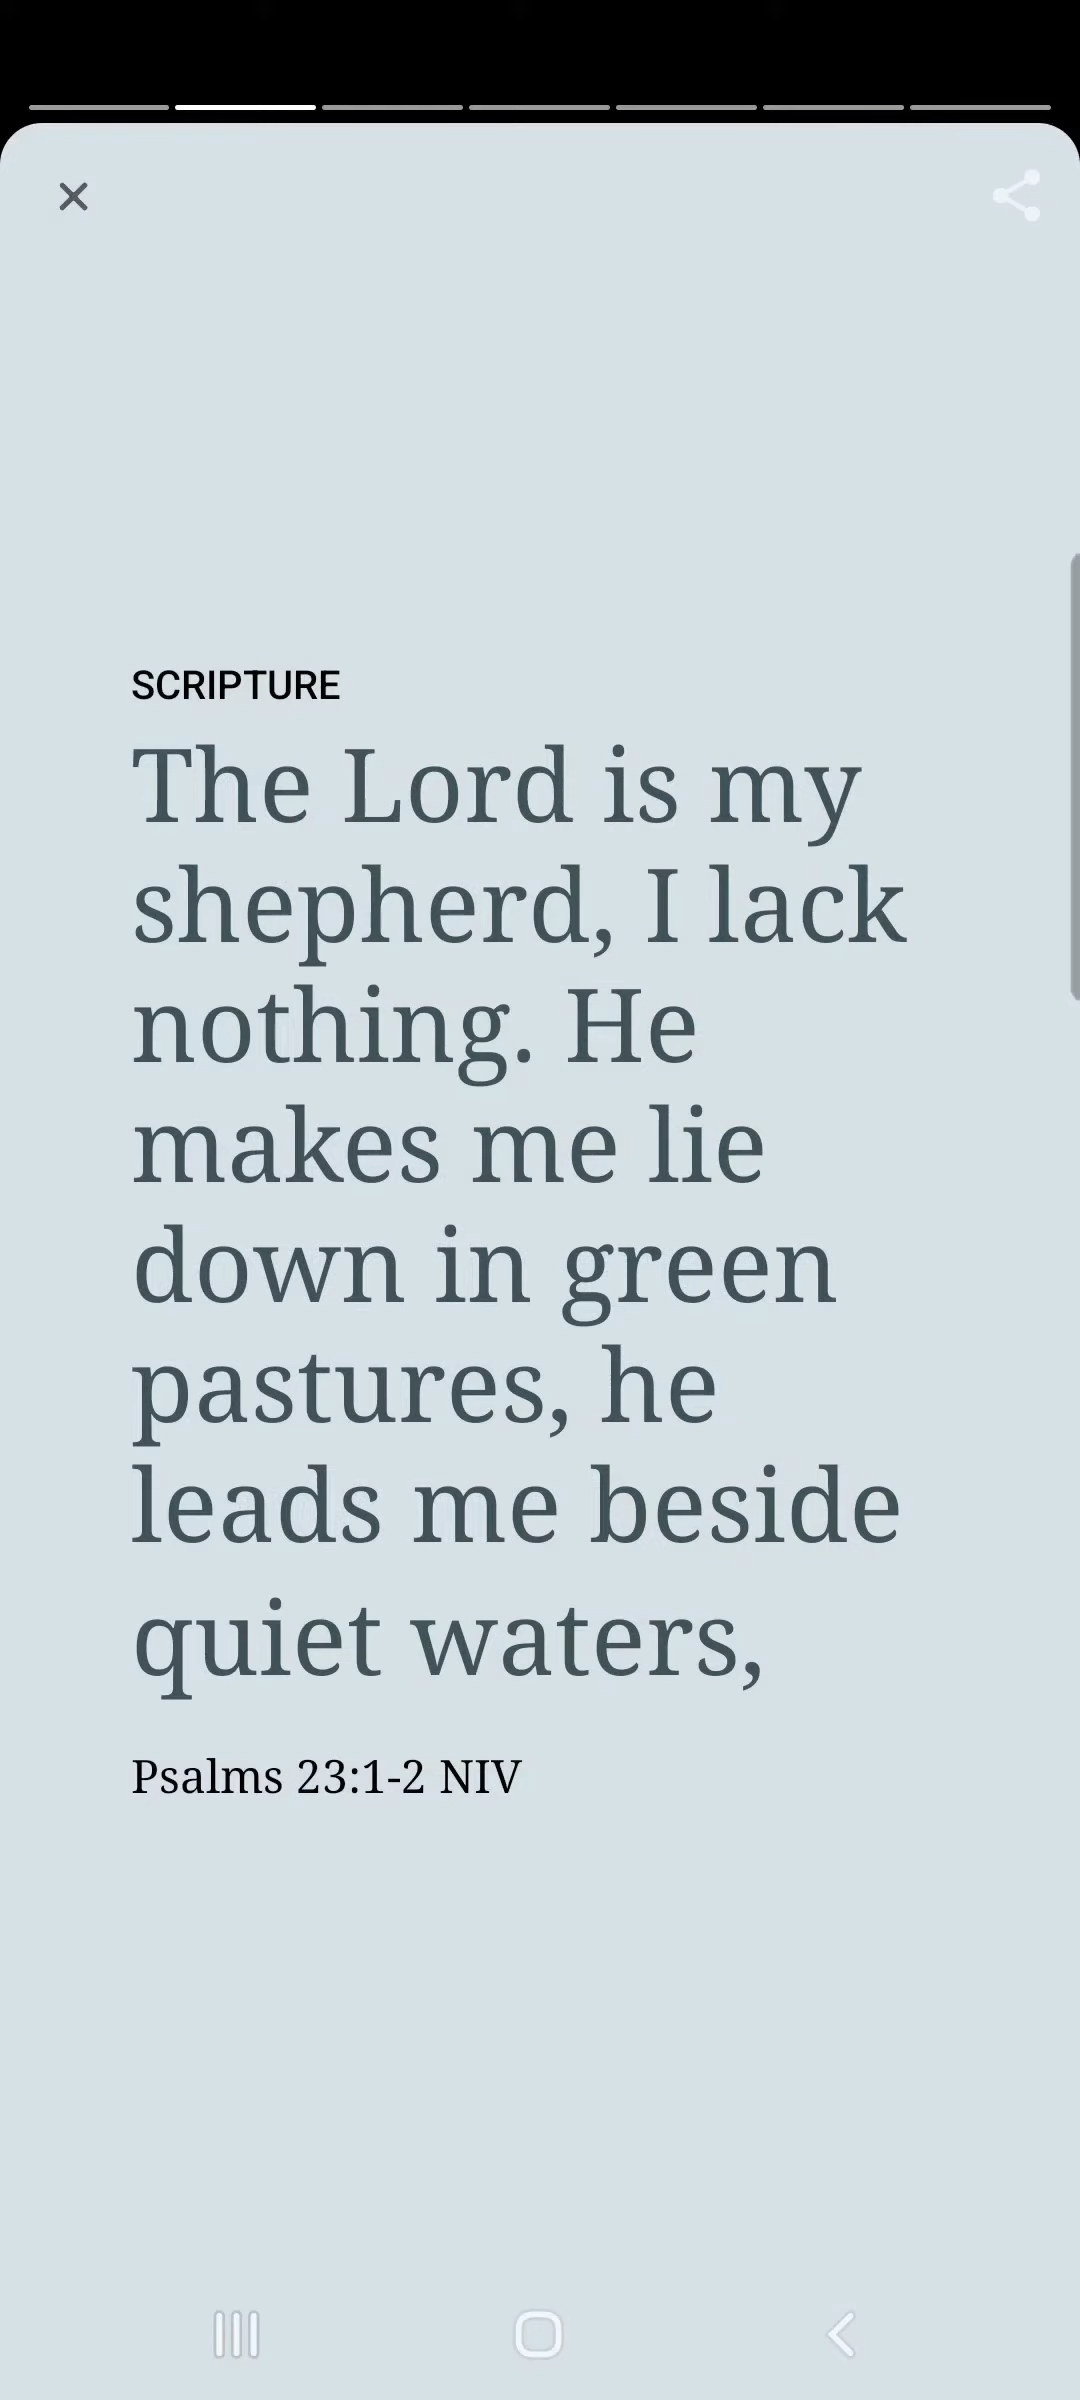 SCRIPTURE
The Lord is my
shepherd, I lack
nothing. He
makes me lie
down in green
pastures, he
leads me beside
quiet waters,
Psalms 23:1-2 NIV